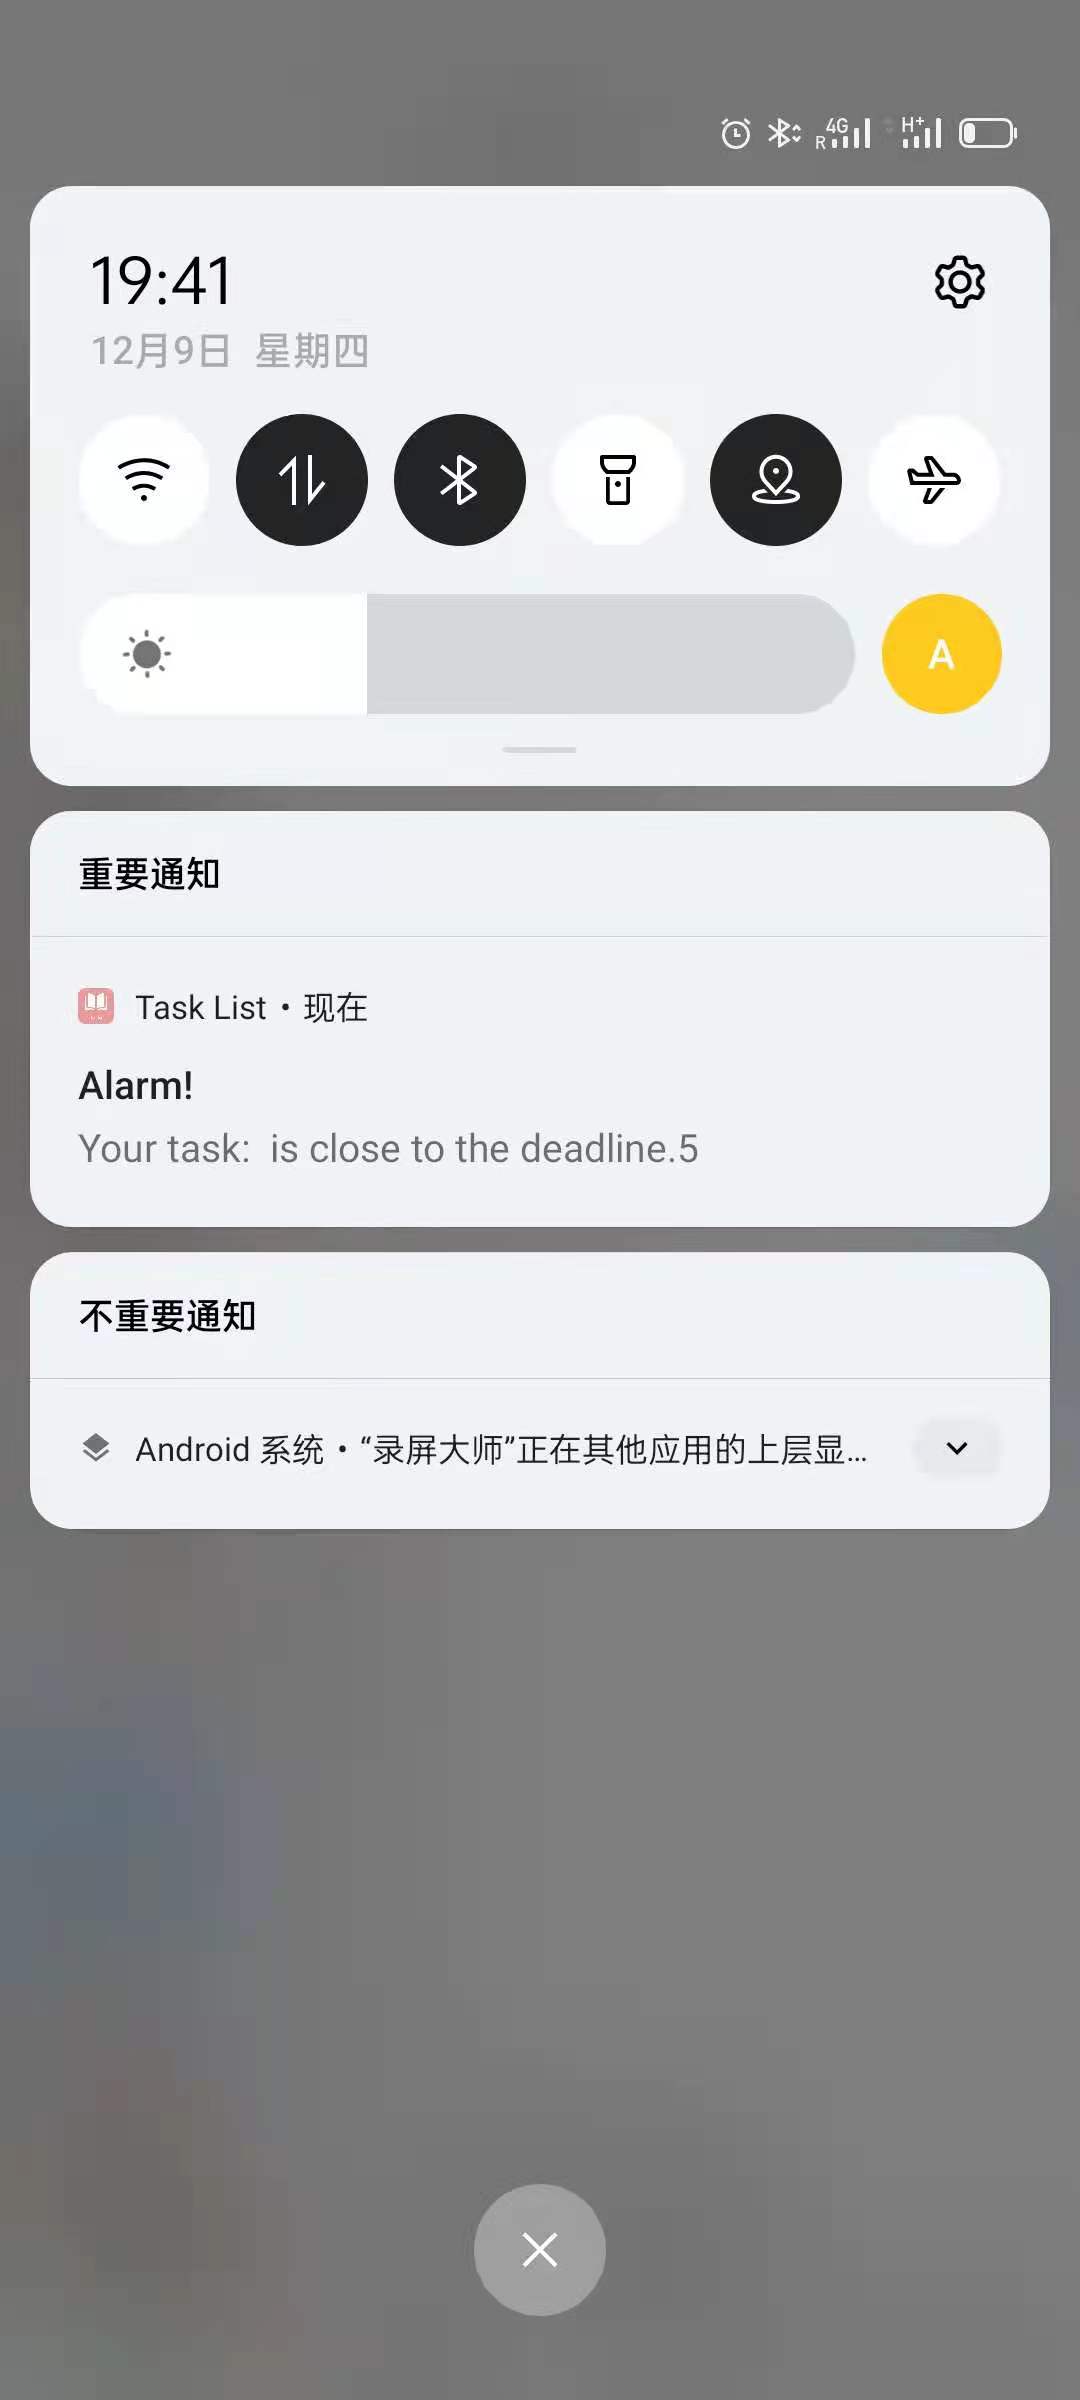 4G
R
H+
19:41
12月9日 星期四
A
重要通知
Task List • 现在
Alarm!
Your task:  is close to the deadline.5
不重要通知
Android 系统 • “录屏大师”正在其他应用的上层显...